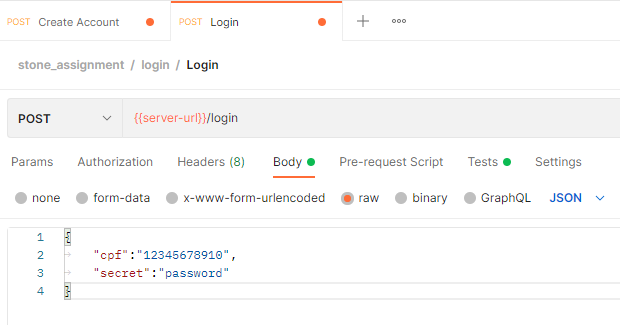 POST Create Account POST Login
stone_assignment / login / Login
POST {{server-url}}/login
Params Authorization Headers (8) Body Pre-request Script Tests Settings
none form-data x-www-form-urlencoded raw binary GraphQL JSON
1 {
2 "cpf":"12345678910",
3 "secret":"password"
4 }